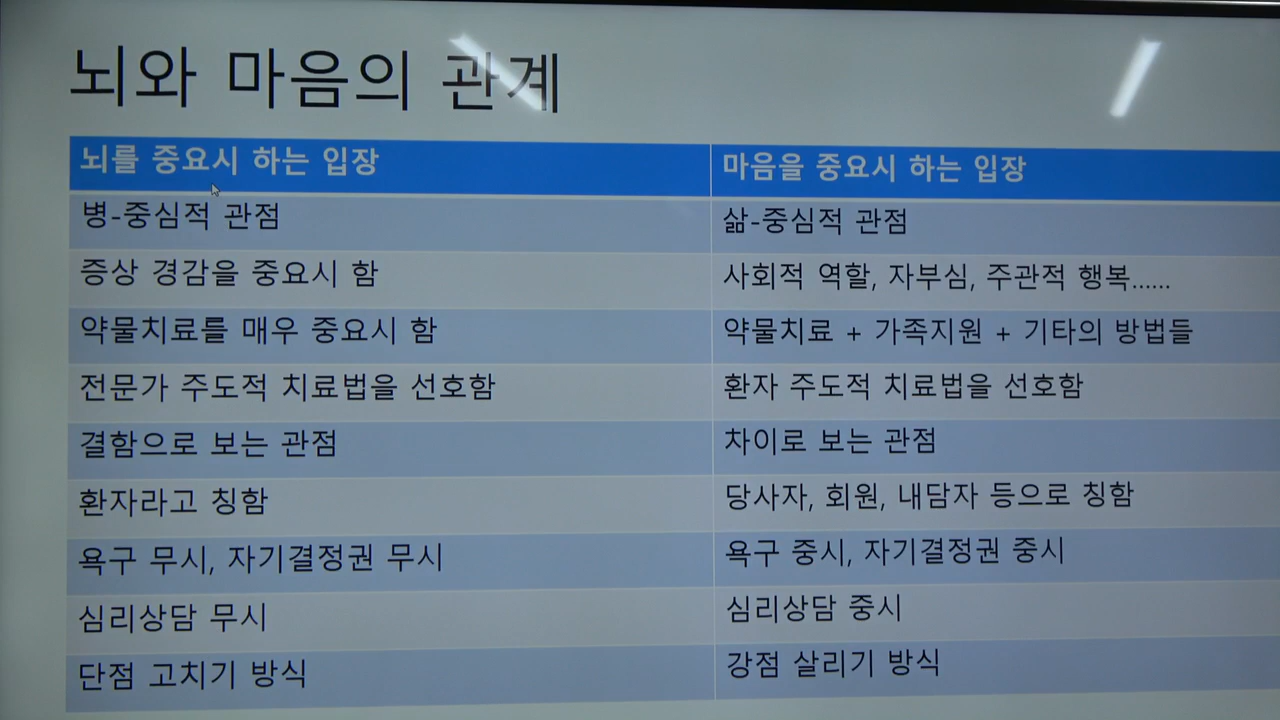 뇌와 마음의 관계
뇌를 중요시 하는 입장 마음을 중요시 하는 입장
병-중심적 관점 삶-중심적 관점
증상 경감을 중요시 함 사회적 역할, 자부심, 주관적 행복......
약물치료를 매우 중요시 함 약물치료 + 가족지원 + 기타의 방법들
전문가 주도적 치료법을 선호함 환자 주도적 치료법을 선호함
결함으로 보는 관점 차이로 보는 관점
환자라고 칭함 당사자, 회원, 내담자 등으로 칭함
욕구 무시, 자기결정권 무시 욕구 중시, 자기결정권 중시
심리상담 무시 심리상담 중시
단점 고치기 방식 강점 살리기 방식